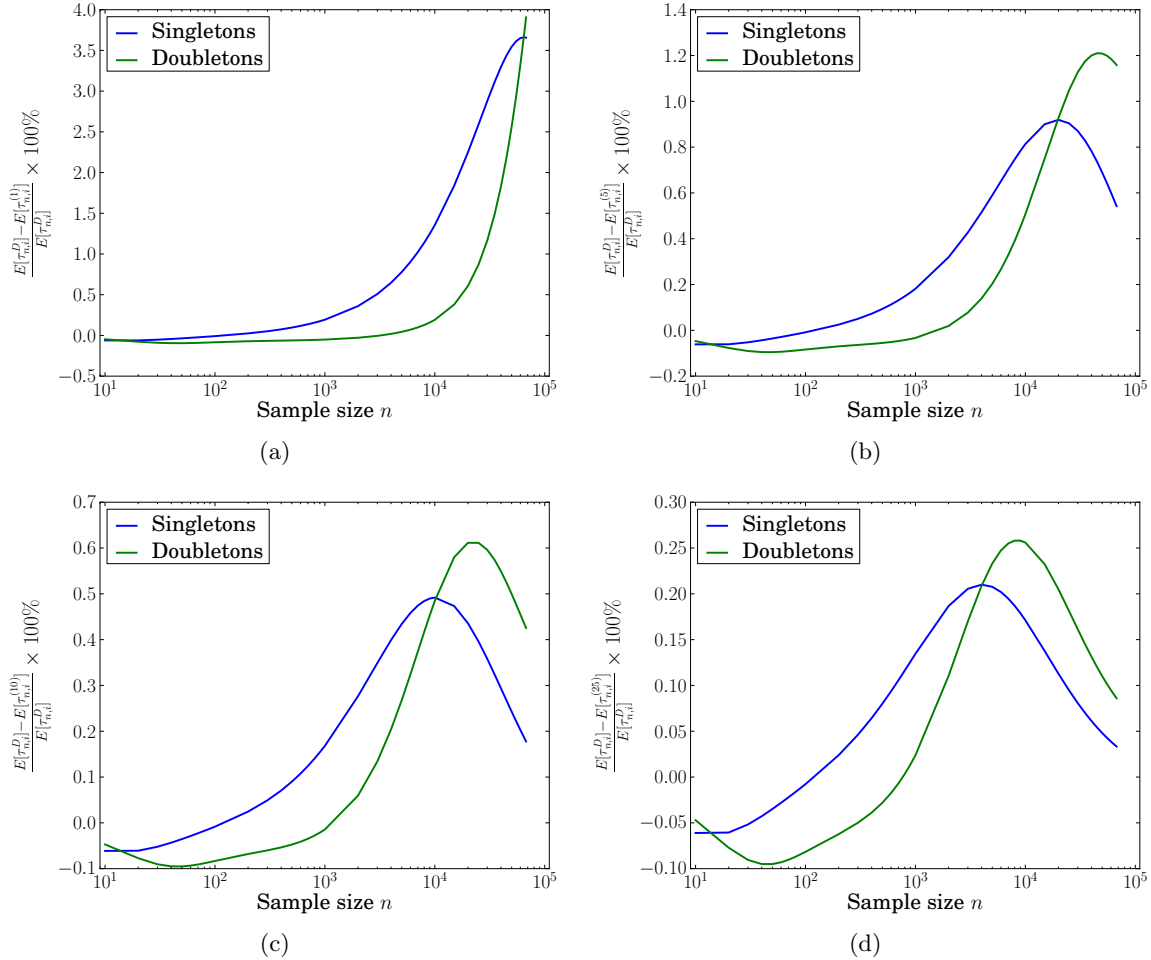 4.0
3.5
3.0
2.5
2.0
1.5
1.0
0.5
0.0
−0.5
10^1 10^2 10^3 10^4 10^5
Singletons
Doubletons
\frac{E[τ^D_{n,i}]−E[τ^{(1)}_{n,i}]}{E[τ^D_{n,i}]} × 100%
Sample size n
(a)
1.4
1.2
1.0
0.8
0.6
0.4
0.2
0.0
−0.2
10^1 10^2 10^3 10^4 10^5
Singletons
Doubletons
\frac{E[τ^D_{n,i}]−E[τ^{(5)}_{n,i}]}{E[τ^D_{n,i}]} × 100%
Sample size n
(b)
0.7
0.6
0.5
0.4
0.3
0.2
0.1
0.0
−0.1
10^1 10^2 10^3 10^4 10^5
Singletons
Doubletons
\frac{E[τ^D_{n,i}]−E[τ^{(10)}_{n,i}]}{E[τ^D_{n,i}]} × 100%
Sample size n
(c)
0.30
0.25
0.20
0.15
0.10
0.05
0.00
−0.05
−0.10
10^1 10^2 10^3 10^4 10^5
Singletons
Doubletons
\frac{E[τ^D_{n,i}]−E[τ^{(25)}_{n,i}]}{E[τ^D_{n,i}]} × 100%
Sample size n
(d)